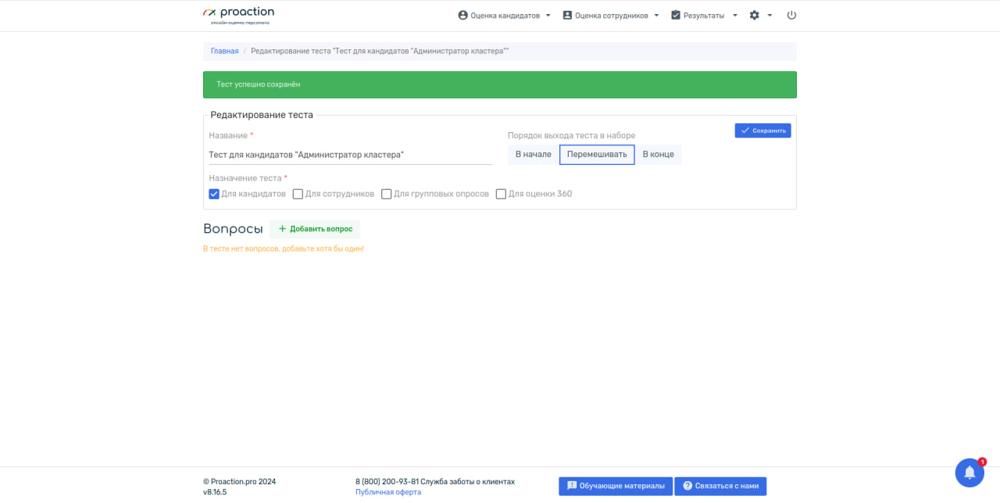 proaction
онлайн-оценка персонала
Оценка кандидатов
Оценка сотрудников
Результаты
Главная / Редактирование теста "Тест для кандидатов "Администратор кластера""
Тест успешно сохранён
Редактирование теста
Название *
Порядок выхода теста в наборе
Сохранить
Тест для кандидатов "Администратор кластера"
В начале Перемешивать В конце
Назначение теста *
Для кандидатов Для сотрудников Для групповых опросов Для оценки 360
Вопросы + Добавить вопрос
В тесте нет вопросов, добавьте хотя бы один!
1
© Proaction.pro 2024
v8.16.5
8 (800) 200-93-81 Служба заботы о клиентах
Публичная оферта
Обучающие материалы
Связаться с нами